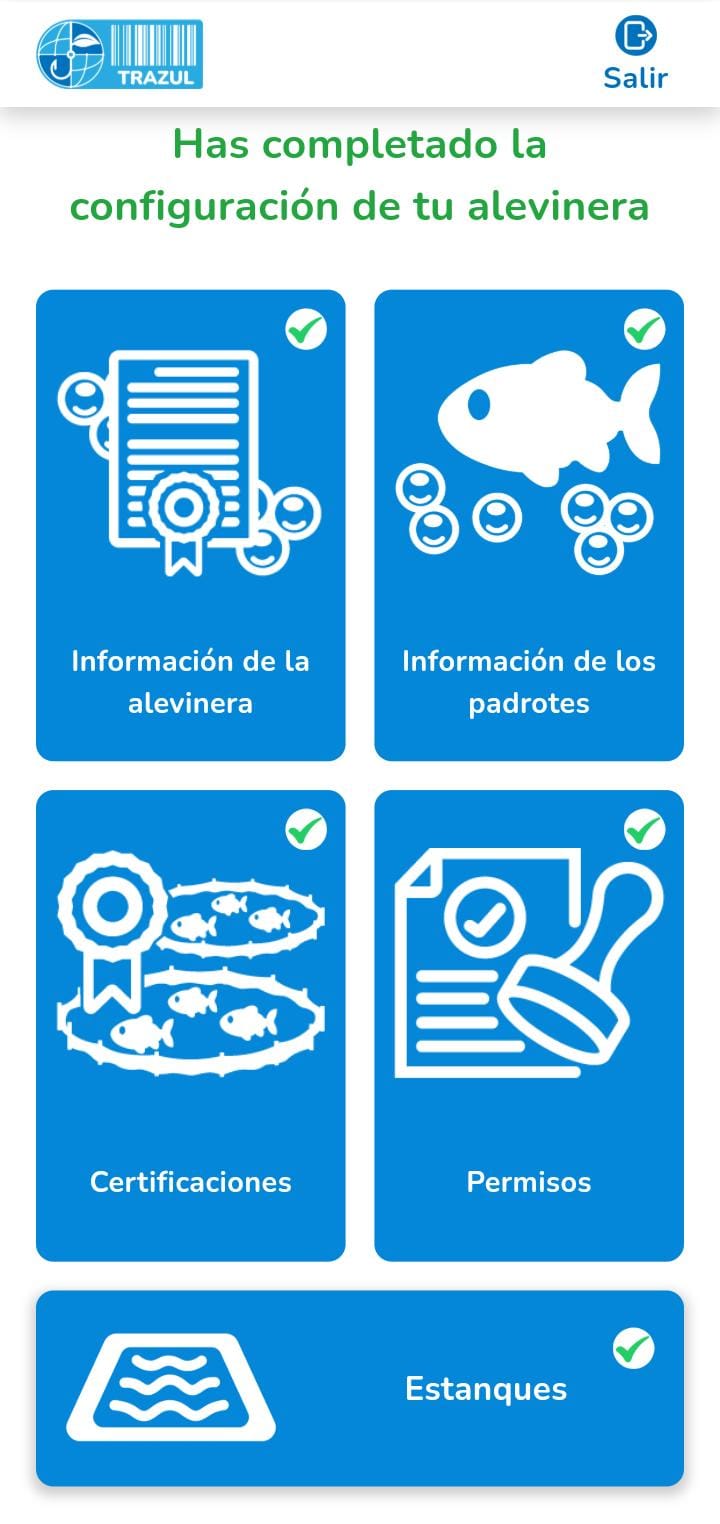 TRAZUL
Salir
Has completado la
configuración de tu alevinera
Información de la
alevinera
Información de los
padrotes
Certificaciones
Permisos
Estanques